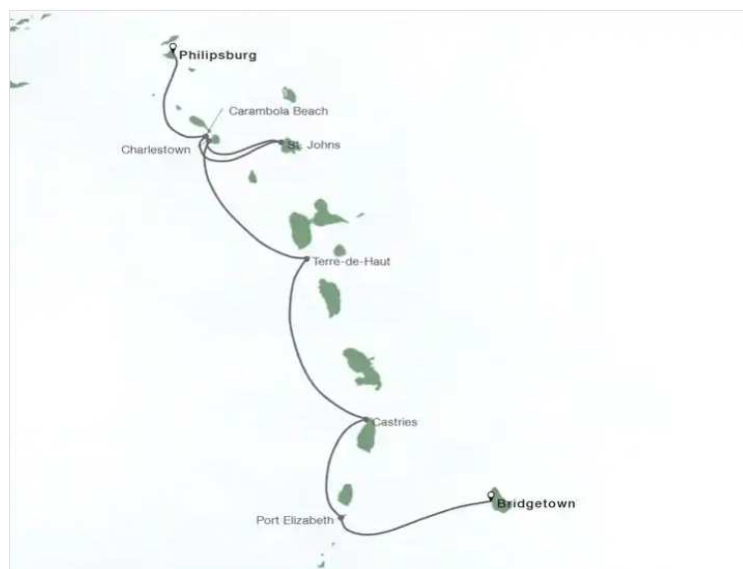 Philipsburg
Carambola Beach
Charlestown
St. Johns
Terre-de-Haut
Castries
Port Elizabeth
Bridgetown